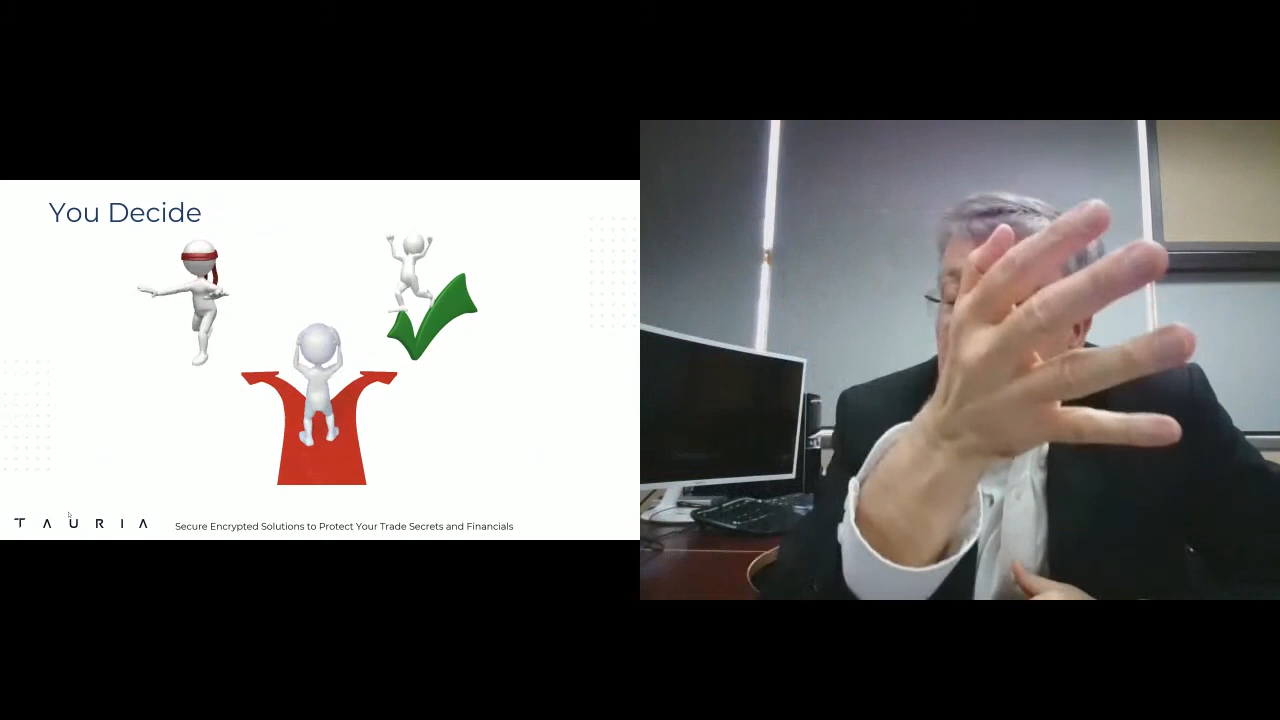 You Decide
TAURIA
Secure Encrypted Solutions to Protect Your Trade Secrets and Financials